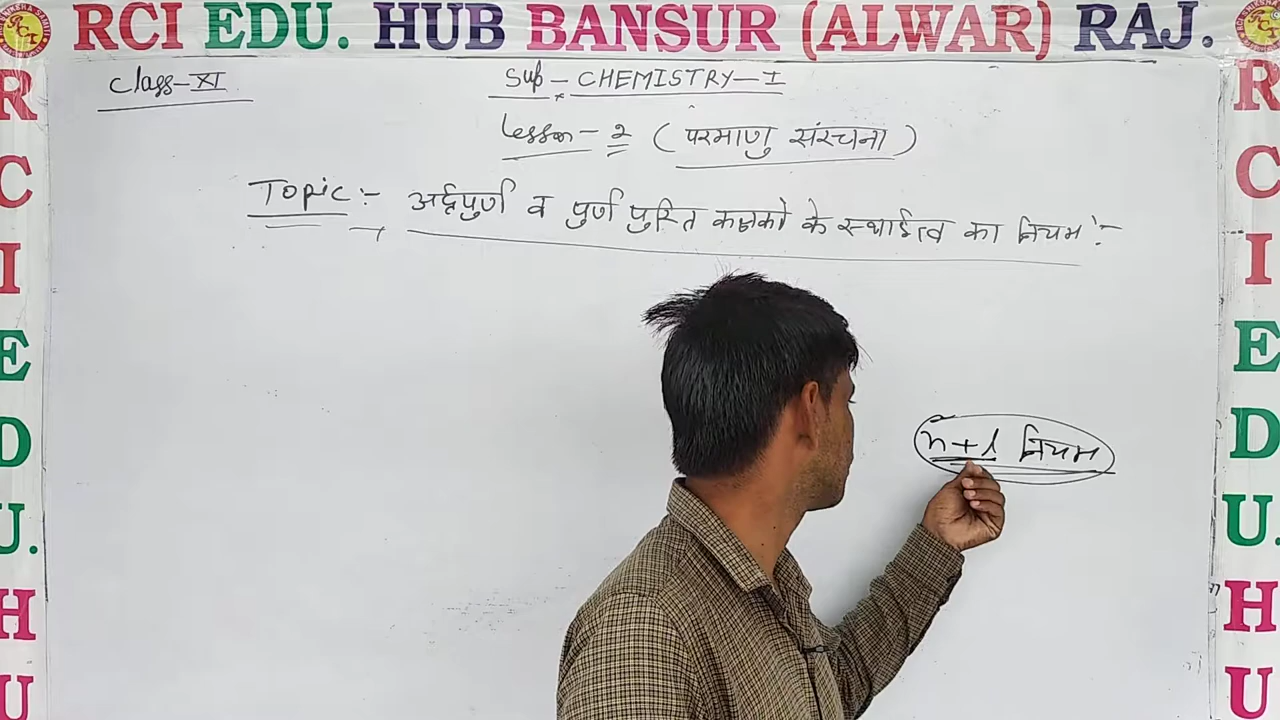 RCI EDU. HUB BANSUR (ALWAR) RAJ.
Class-XI
Sub - CHEMISTRY-I
Lesson - 2 (परमाणु संरचना)
Topic :- अर्द्धपुर्ण व पुर्ण पुरित कक्षको के स्थाईत्व का नियम :-
n+l नियम
R
C
I
E
D
U.
H
U
R
C
I
E
D
U.
H
U